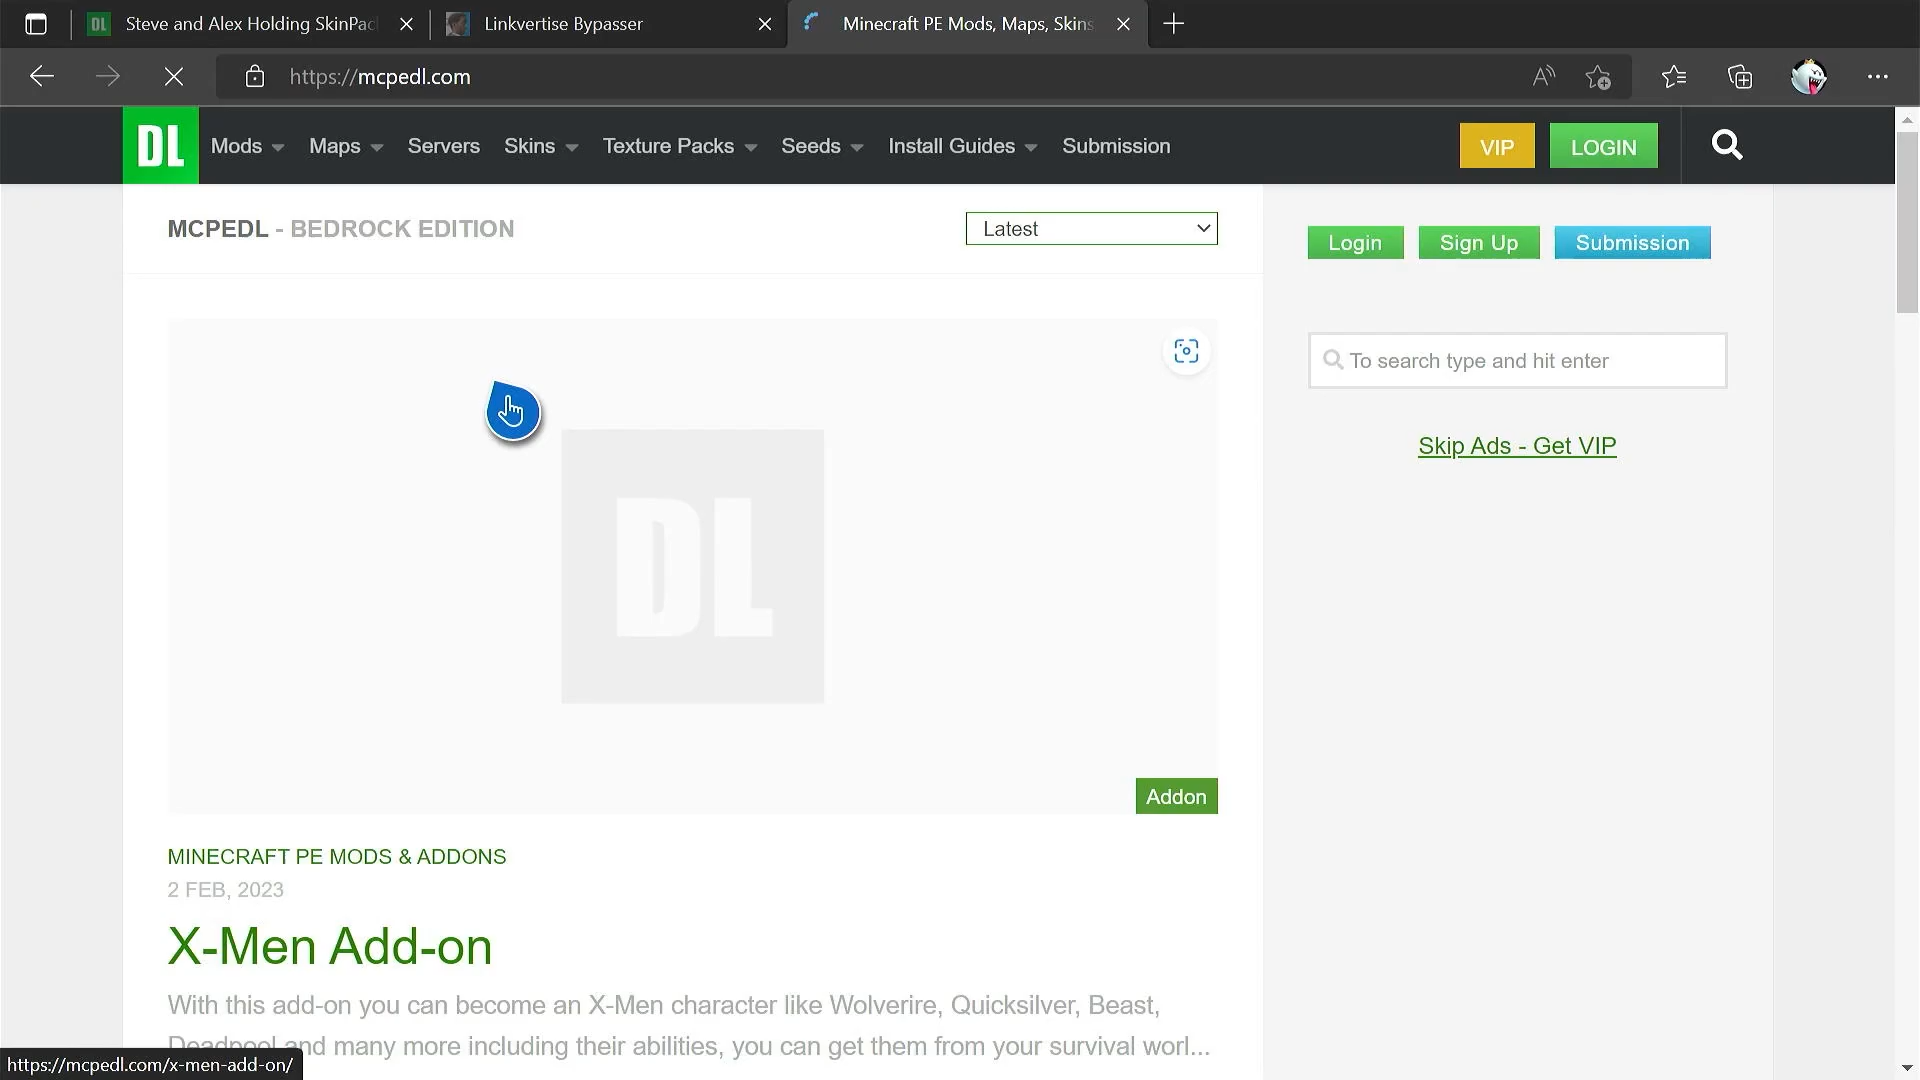 DL Steve and Alex Holding SkinPac
Linkvertise Bypasser
Minecraft PE Mods, Maps, Skins
https://mcpedl.com
DL Mods Maps Servers Skins Texture Packs Seeds Install Guides Submission VIP LOGIN
MCPEDL - BEDROCK EDITION
Latest
Login Sign Up Submission
To search type and hit enter
Skip Ads - Get VIP
DL
Addon
MINECRAFT PE MODS & ADDONS
2 FEB, 2023
X-Men Add-on
With this add-on you can become an X-Men character like Wolverire, Quicksilver, Beast,
Deadpool and many more including their abilities, you can get them from your survival worl...
https://mcpedl.com/x-men-add-on/